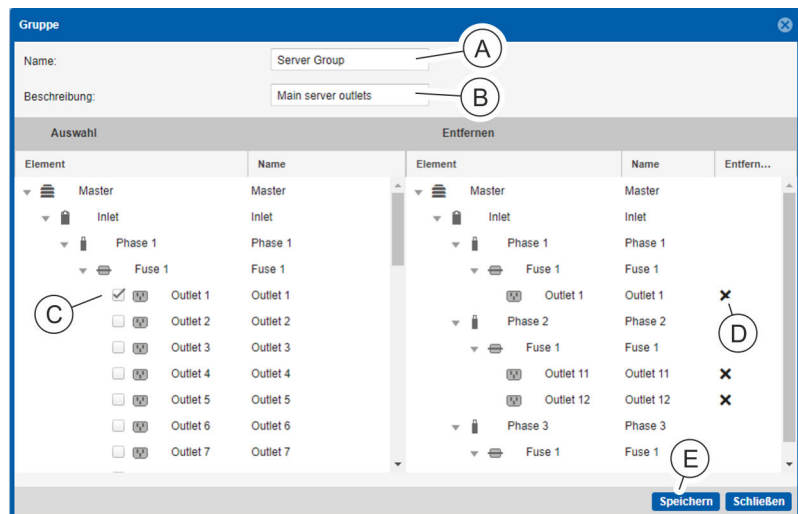 Gruppe
Name: Server Group A
Beschreibung: Main server outlets B
Auswahl Entfernen
Element Name Element Name Entfern...
Master Master Master Master
Inlet Inlet Inlet Inlet
Phase 1 Phase 1 Phase 1 Phase 1
Fuse 1 Fuse 1 Fuse 1 Fuse 1
C Outlet 1 Outlet 1 Outlet 1 Outlet 1
Outlet 2 Outlet 2 Phase 2 Phase 2 D
Outlet 3 Outlet 3 Fuse 1 Fuse 1
Outlet 4 Outlet 4 Outlet 11 Outlet 11
Outlet 5 Outlet 5 Outlet 12 Outlet 12
Outlet 6 Outlet 6 Phase 3 Phase 3
Outlet 7 Outlet 7 Fuse 1 Fuse 1 E
Speichern Schließen